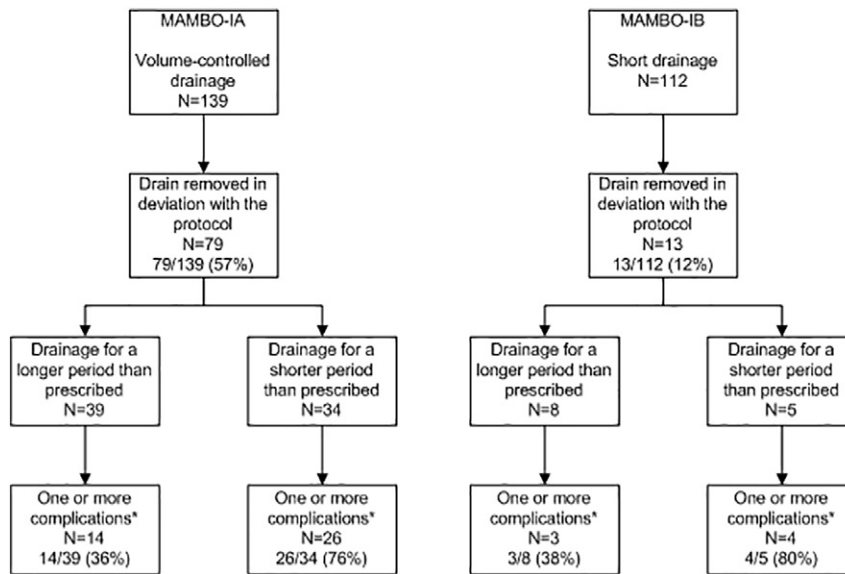 MAMBO-IA
Volume-controlled
drainage
N=139
MAMBO-IB
Short drainage
N=112
Drain removed in
deviation with the
protocol
N=79
79/139 (57%)
Drain removed in
deviation with the
protocol
N=13
13/112 (12%)
Drainage for a
longer period than
prescribed
N=39
Drainage for a
shorter period
than prescribed
N=34
Drainage for a
longer period than
prescribed
N=8
Drainage for a
shorter period
than prescribed
N=5
One or more
complications*
N=14
14/39 (36%)
One or more
complications*
N=26
26/34 (76%)
One or more
complications*
N=3
3/8 (38%)
One or more
complications*
N=4
4/5 (80%)